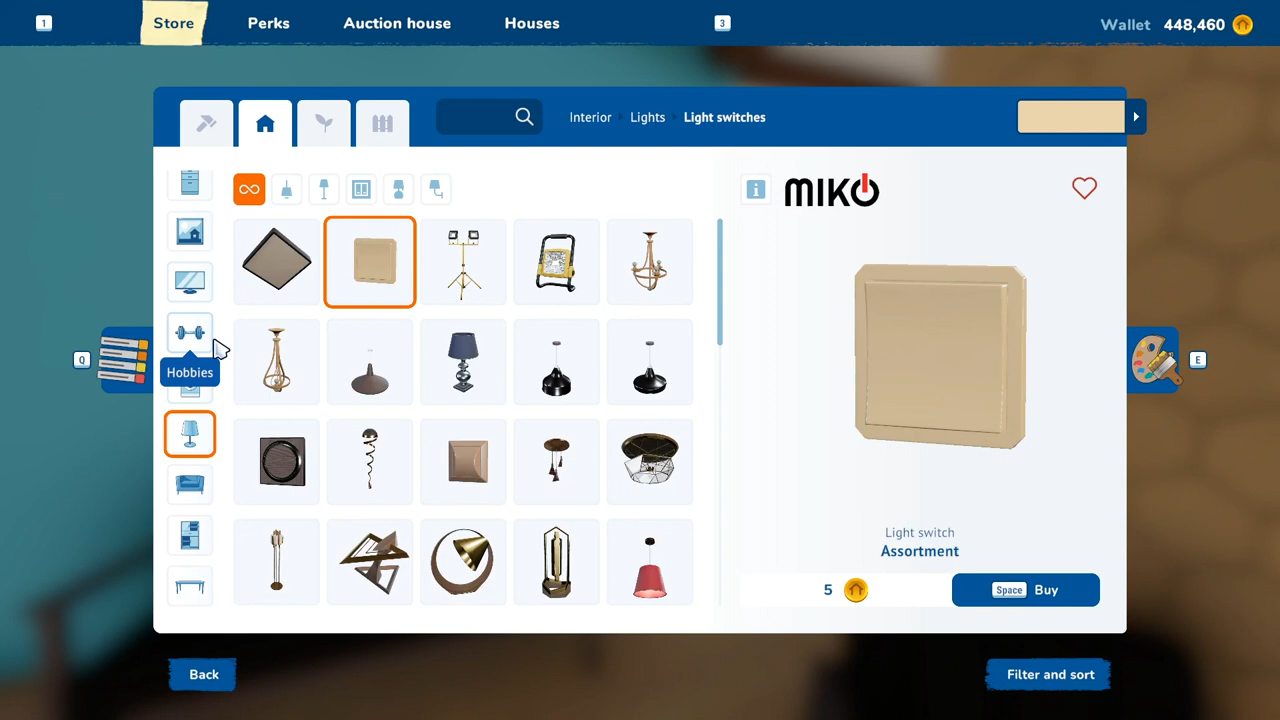 1
Store
Perks
Auction house
Houses
3
Wallet 448,460
Interior
Lights
Light switches
MIKO
Q
Hobbies
E
Light switch
Assortment
5
Space Buy
Back
Filter and sort